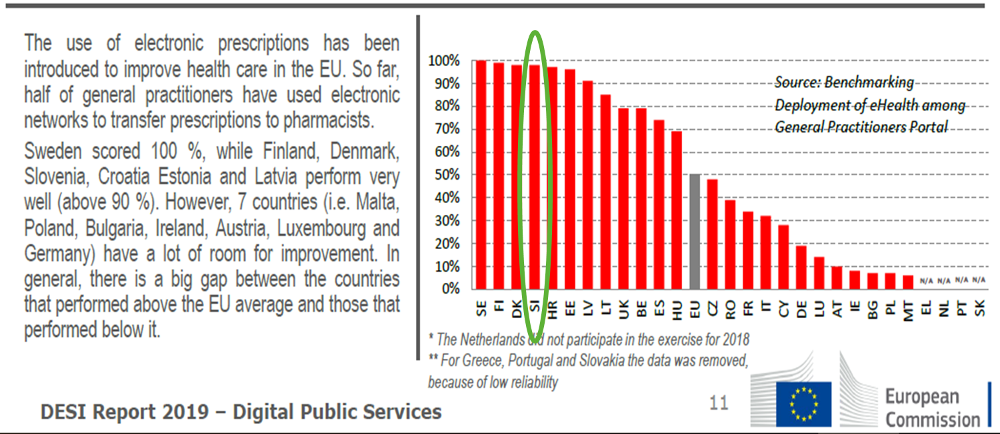 The use of electronic prescriptions has been
introduced to improve health care in the EU. So far,
half of general practitioners have used electronic
networks to transfer prescriptions to pharmacists.
Sweden scored 100 %, while Finland, Denmark,
Slovenia, Croatia Estonia and Latvia perform very
well (above 90 %). However, 7 countries (i.e. Malta,
Poland, Bulgaria, Ireland, Austria, Luxembourg and
Germany) have a lot of room for improvement. In
general, there is a big gap between the countries
that performed above the EU average and those that
performed below it.
100%
90%
80%
70%
60%
50%
40%
30%
20%
10%
0%
Source: Benchmarking
Deployment of eHealth among
General Practitioners Portal
N/A N/A N/A N/A
SE FI DK SI HR EE LV LT UK BE ES HU EU CZ RO FR IT CY DE LU AT IE BG PL MT EL NL PT SK
* The Netherlands did not participate in the exercise for 2018
** For Greece, Portugal and Slovakia the data was removed,
because of low reliability
DESI Report 2019 – Digital Public Services
11
European
Commission